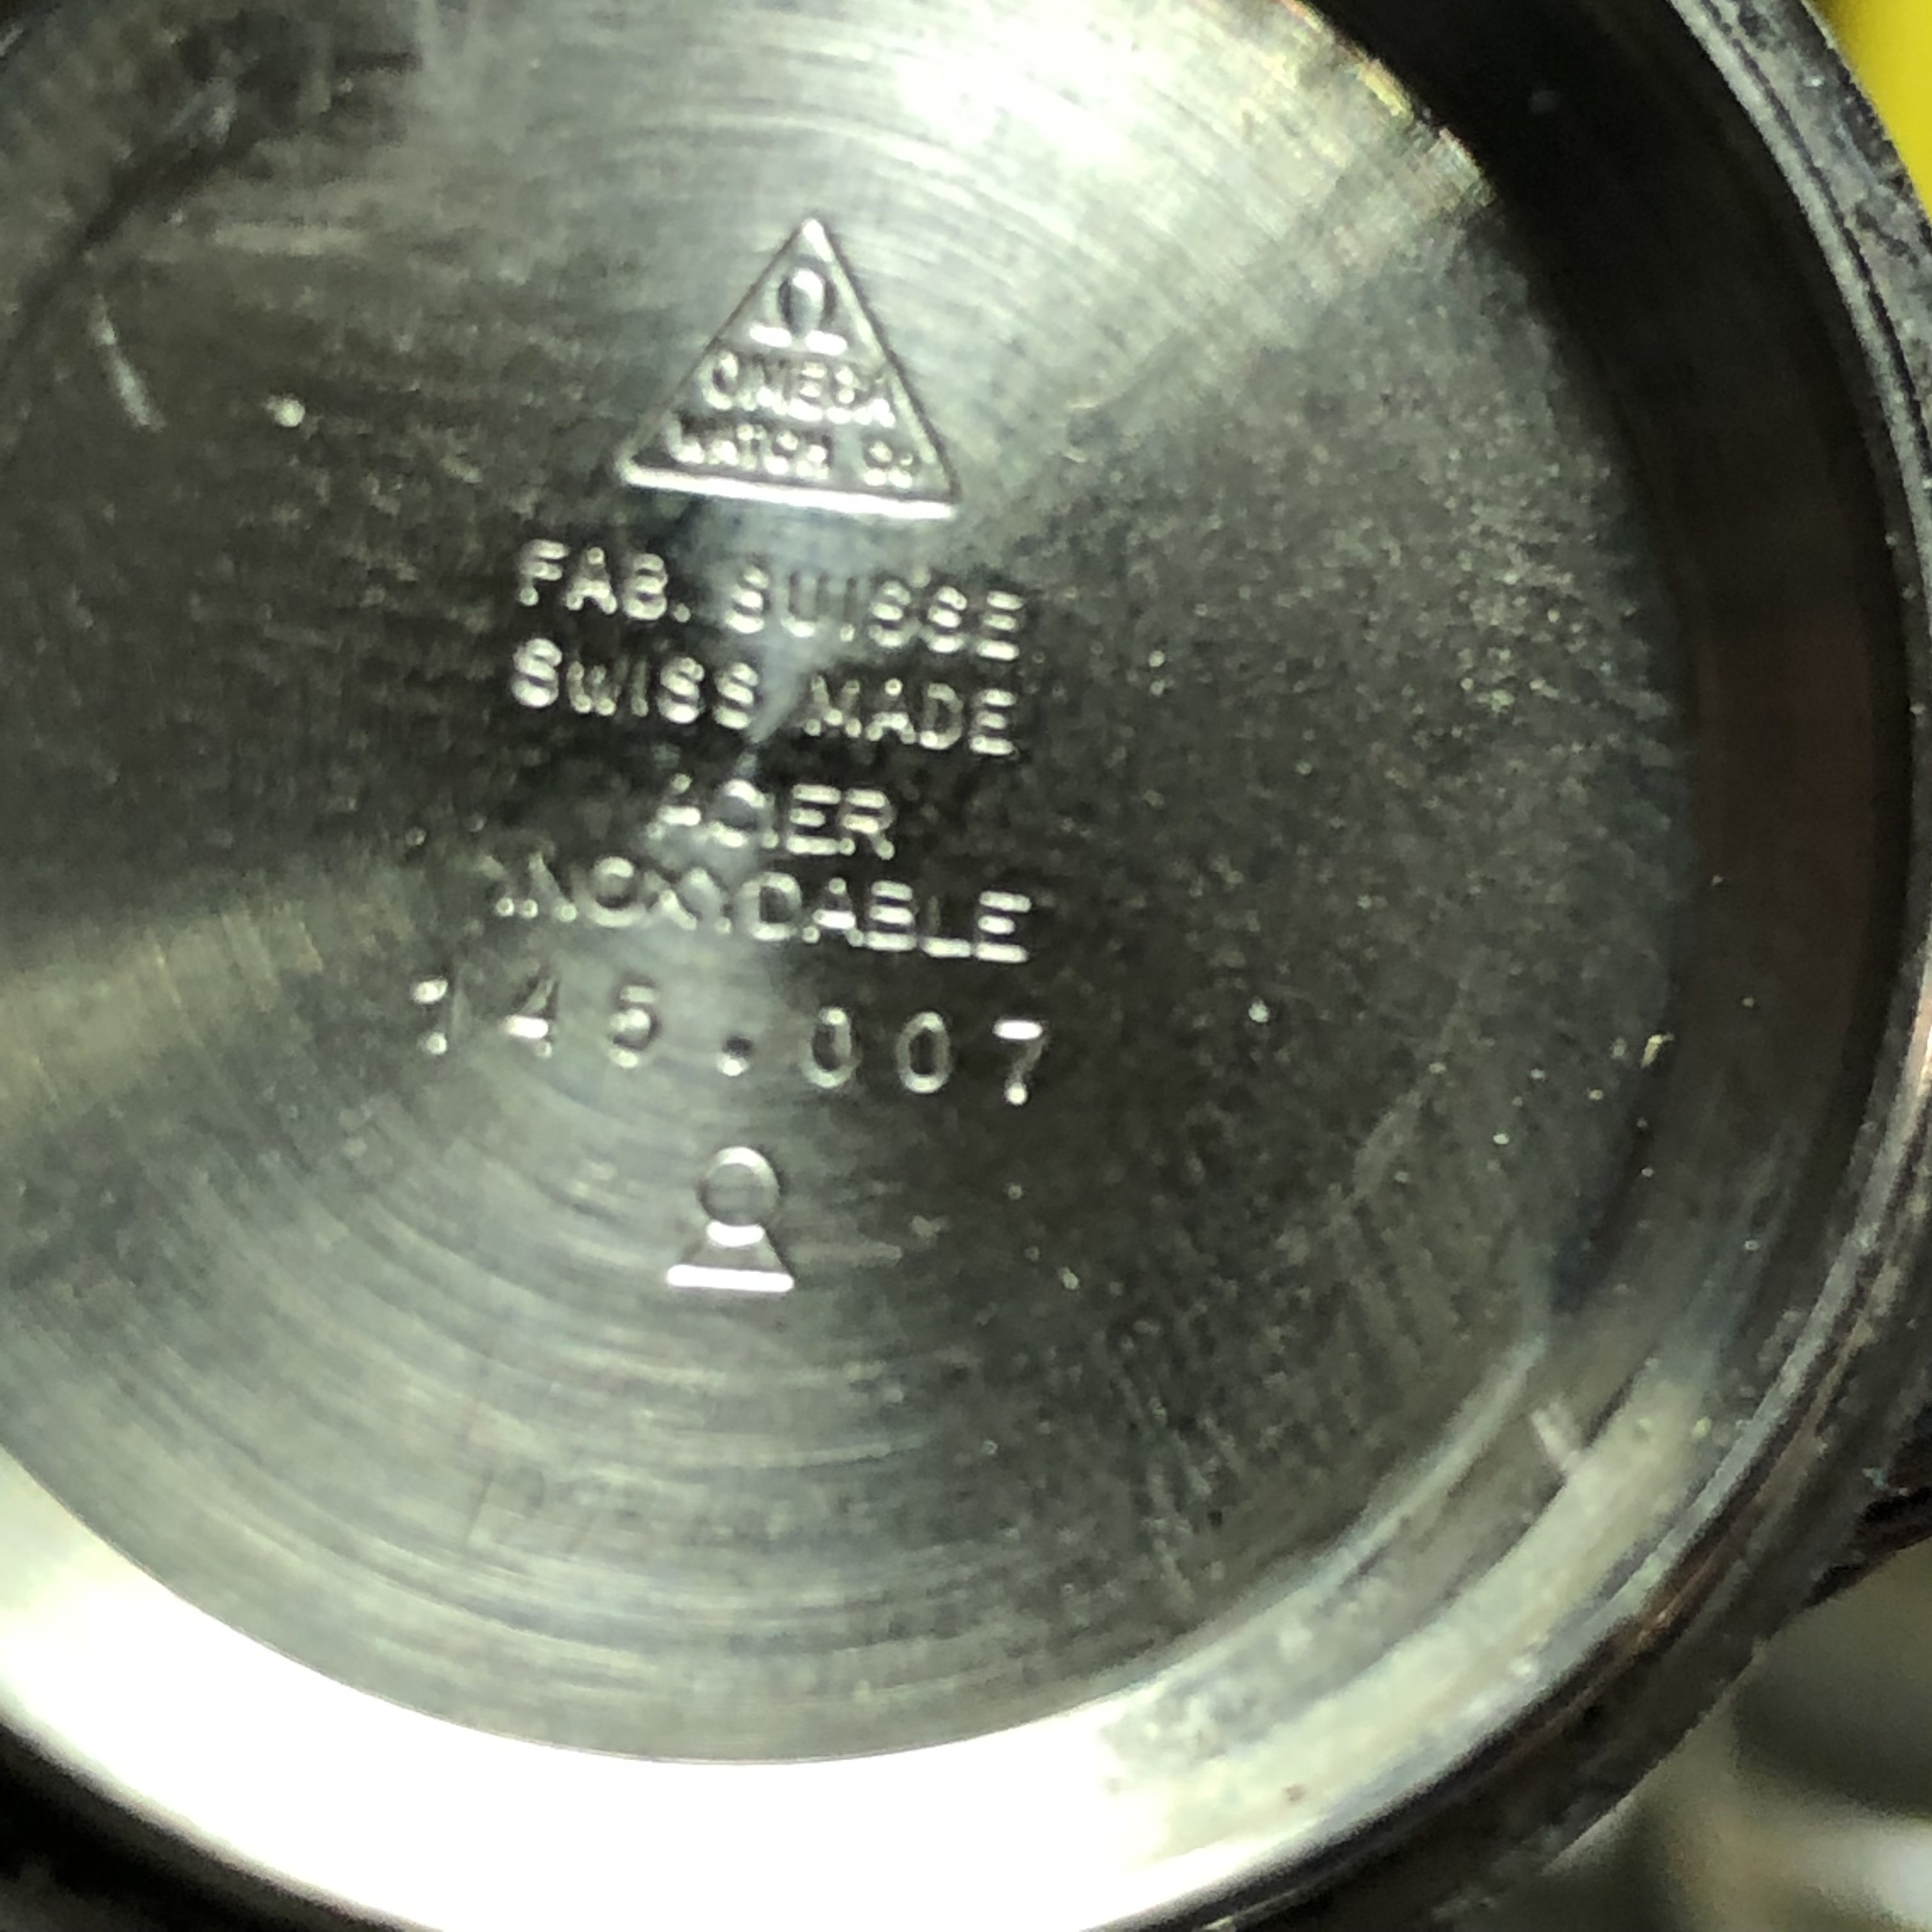 Ω
OMEGA
WATCH Co
FAB. SUISSE
SWISS MADE
ACIER
INOXYDABLE
145.007